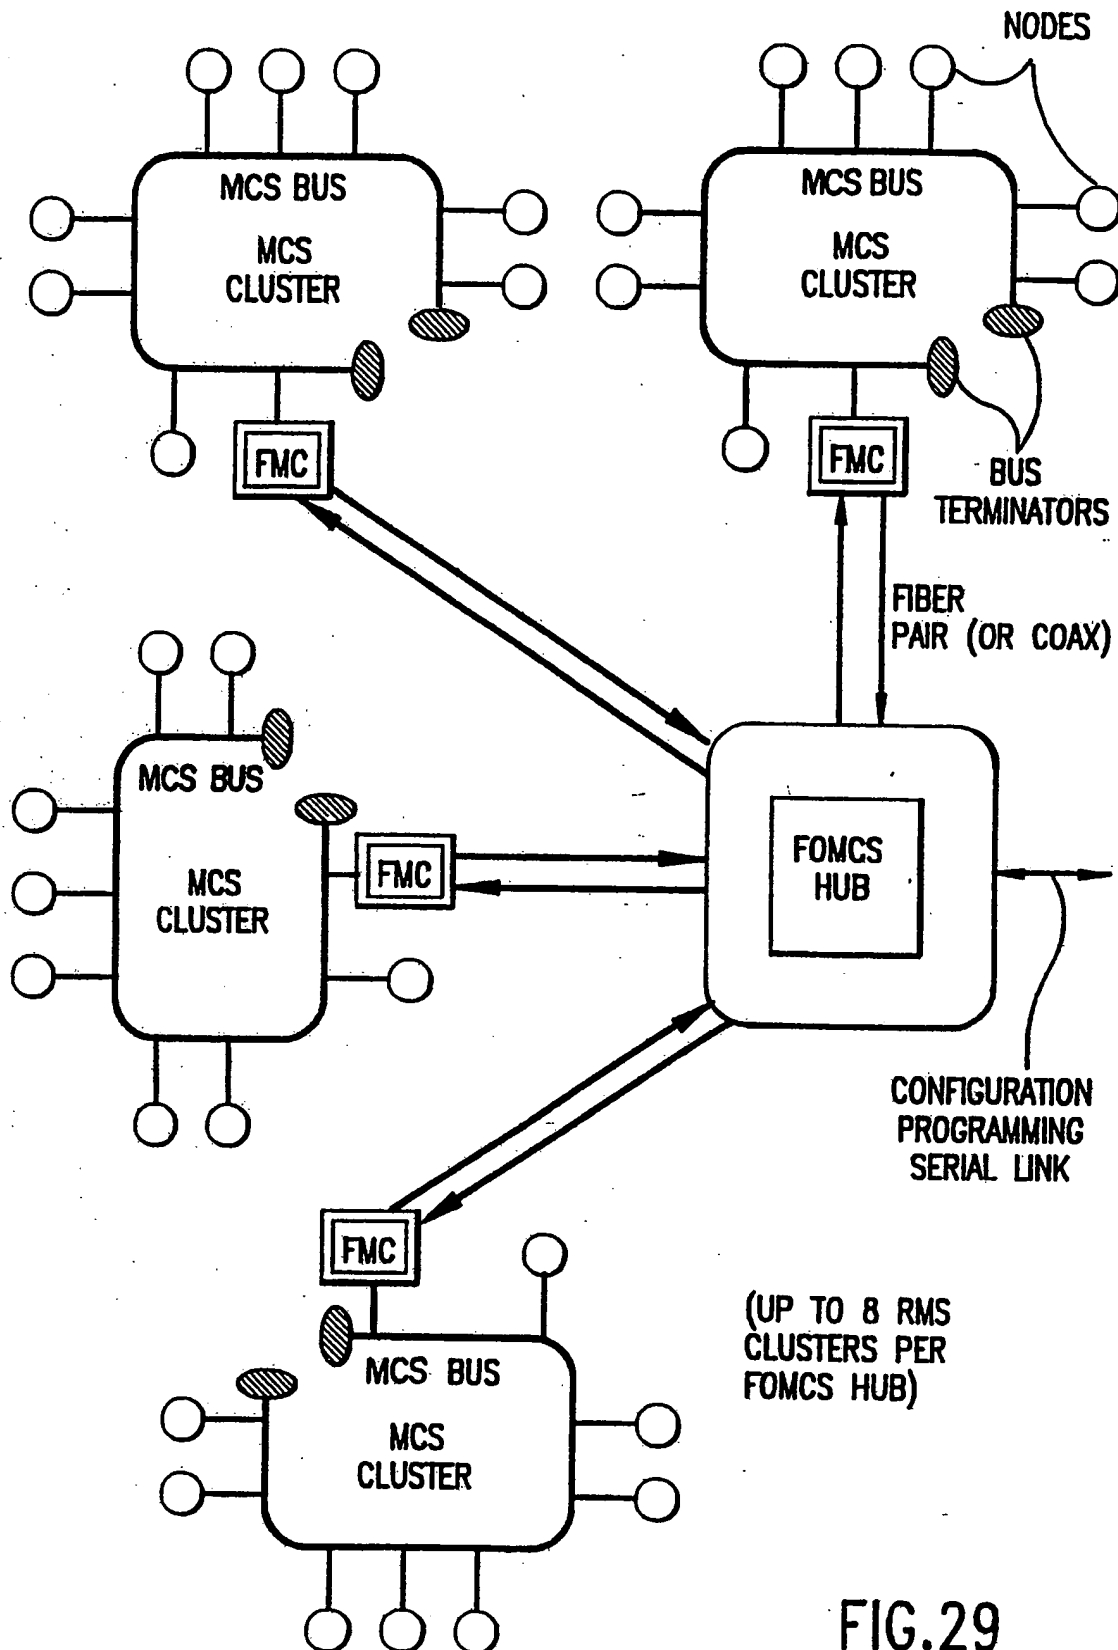 NODES
MCS BUS
MCS
CLUSTER
MCS BUS
MCS
CLUSTER
FMC
FMC
BUS
TERMINATORS
FIBER
PAIR (OR COAX)
MCS BUS
MCS
CLUSTER
FMC
FOMCS
HUB
CONFIGURATION
PROGRAMMING
SERIAL LINK
FMC
MCS BUS
MCS
CLUSTER
(UP TO 8 RMS
CLUSTERS PER
FOMCS HUB)
FIG.29